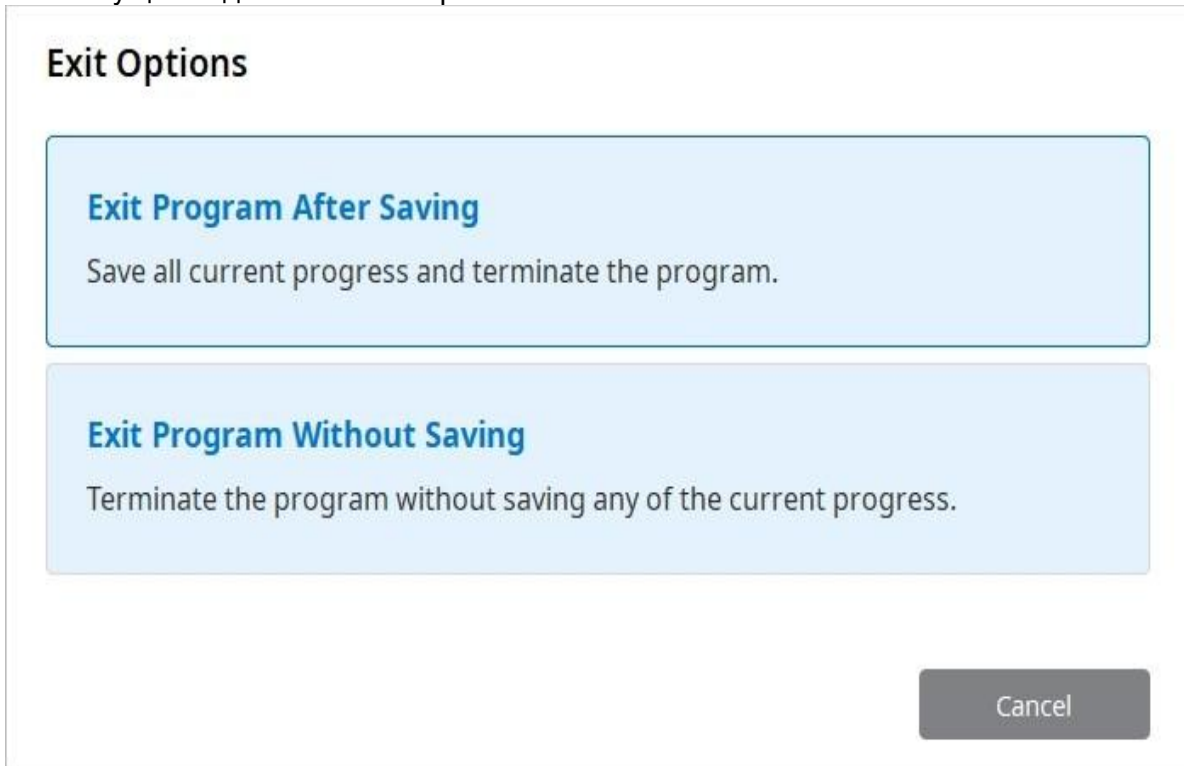 Exit Options
Exit Program After Saving
Save all current progress and terminate the program.
Exit Program Without Saving
Terminate the program without saving any of the current progress.
Cancel